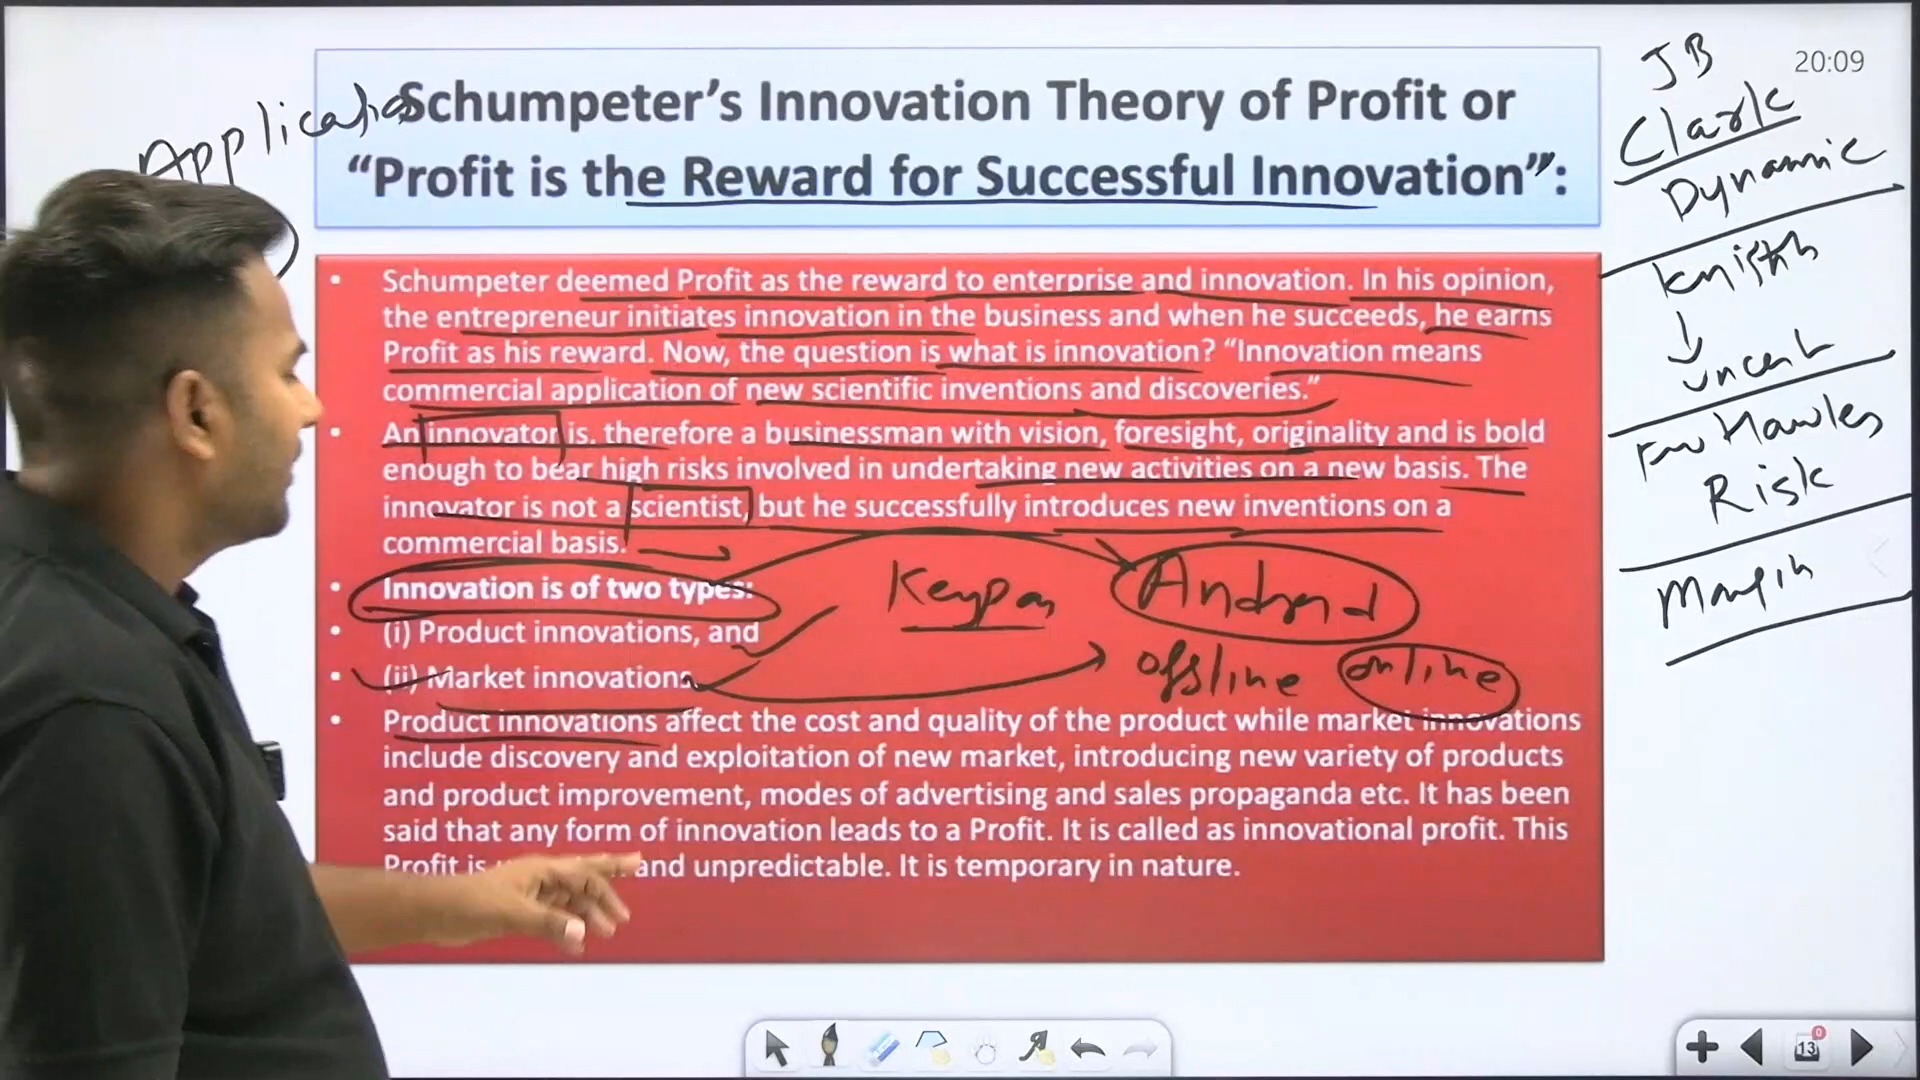 Schumpeter’s Innovation Theory of Profit or
“Profit is the Reward for Successful Innovation”:
• Schumpeter deemed Profit as the reward to enterprise and innovation. In his opinion,
the entrepreneur initiates innovation in the business and when he succeeds, he earns
Profit as his reward. Now, the question is what is innovation? “Innovation means
commercial application of new scientific inventions and discoveries.”
• An innovator is. therefore a businessman with vision, foresight, originality and is bold
enough to bear high risks involved in undertaking new activities on a new basis. The
innovator is not a scientist, but he successfully introduces new inventions on a
commercial basis.
• Innovation is of two types:
• (i) Product innovations, and
• (ii) Market innovations
• Product innovations affect the cost and quality of the product while market innovations
include discovery and exploitation of new market, introducing new variety of products
and product improvement, modes of advertising and sales propaganda etc. It has been
said that any form of innovation leads to a Profit. It is called as innovational profit. This
Profit is and unpredictable. It is temporary in nature.
Android
offline online
JB
Clark
Dynamic
Risk
20:09
13
0